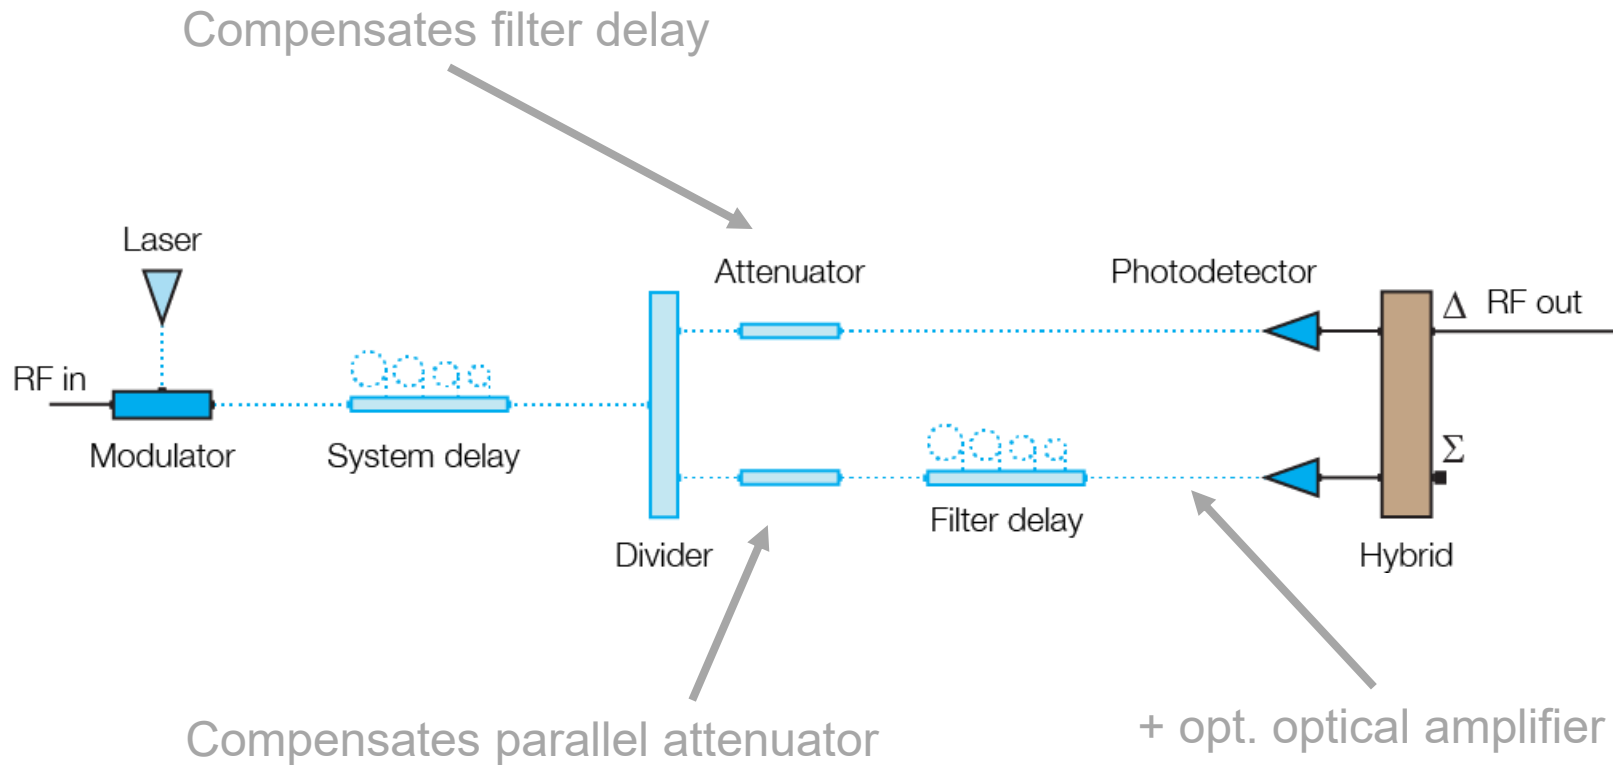 Compensates filter delay
Laser
Attenuator
Photodetector
Δ RF out
RF in
Modulator
System delay
Σ
Filter delay
Divider
Hybrid
Compensates parallel attenuator
+ opt. optical amplifier